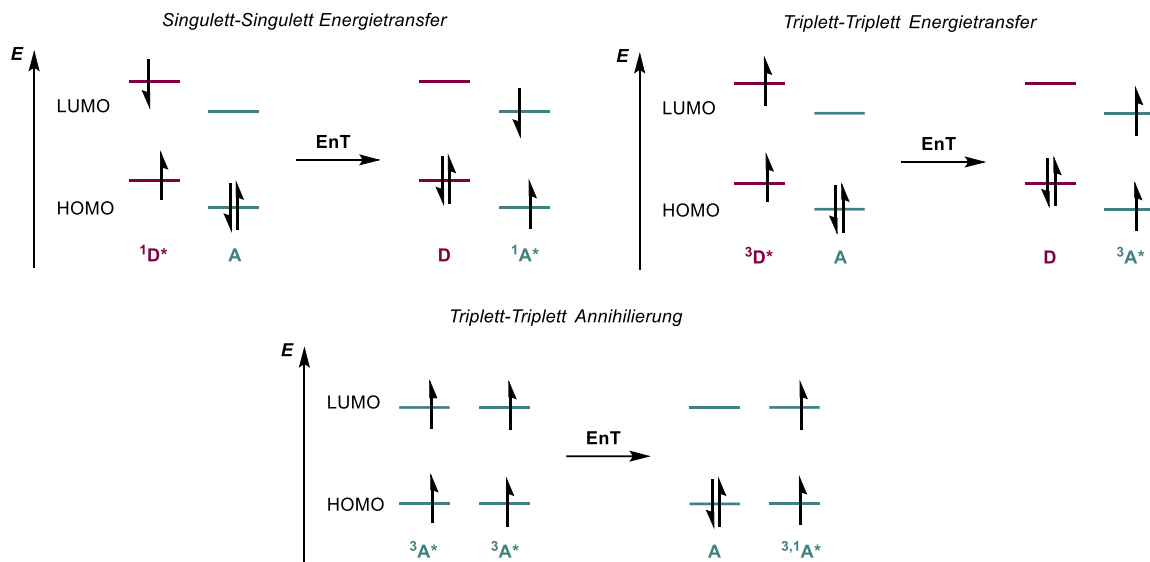 Singulett-Singulett Energietransfer
E
LUMO
HOMO
EnT
¹D*
A
D
¹A*
Triplett-Triplett Energietransfer
E
LUMO
HOMO
EnT
³D*
A
D
³A*
Triplett-Triplett Annihilierung
E
LUMO
HOMO
EnT
³A*
³A*
A
³,¹A*